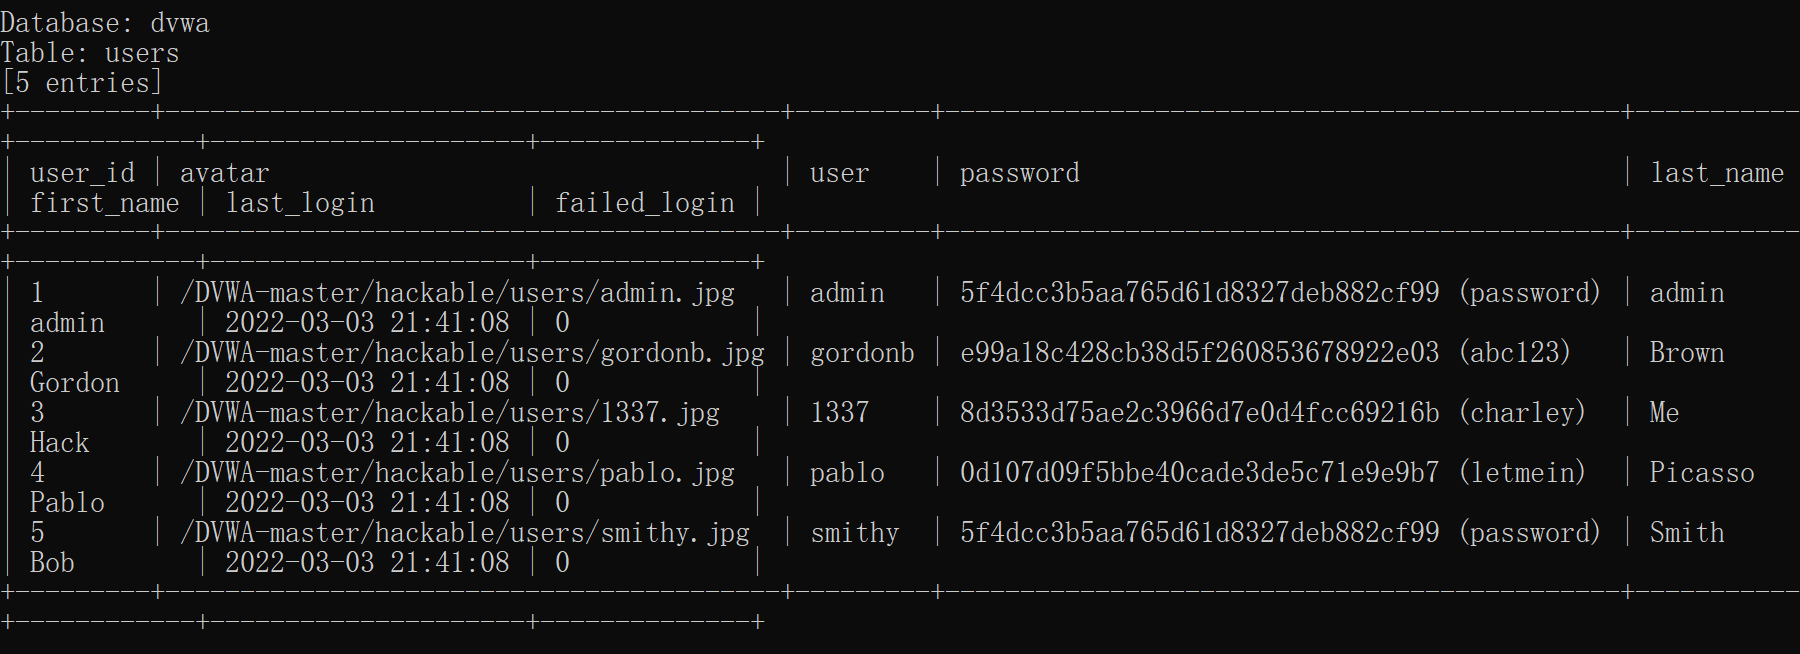 Database: dvwa
Table: users
[5 entries]
+---------+-----------------------------------------+---------+---------------------------------------------+-----------
+------------+---------------------+--------------+
| user_id | avatar                                  | user    | password                                    | last_name
| first_name | last_login          | failed_login |
+---------+-----------------------------------------+---------+---------------------------------------------+-----------
+------------+---------------------+--------------+
| 1       | /DVWA-master/hackable/users/admin.jpg   | admin   | 5f4dcc3b5aa765d61d8327deb882cf99 (password) | admin
| admin      | 2022-03-03 21:41:08 | 0            |
| 2       | /DVWA-master/hackable/users/gordonb.jpg | gordonb | e99a18c428cb38d5f260853678922e03 (abc123)   | Brown
| Gordon     | 2022-03-03 21:41:08 | 0            |
| 3       | /DVWA-master/hackable/users/1337.jpg    | 1337    | 8d3533d75ae2c3966d7e0d4fcc69216b (charley)  | Me
| Hack       | 2022-03-03 21:41:08 | 0            |
| 4       | /DVWA-master/hackable/users/pablo.jpg   | pablo   | 0d107d09f5bbe40cade3de5c71e9e9b7 (letmein)  | Picasso
| Pablo      | 2022-03-03 21:41:08 | 0            |
| 5       | /DVWA-master/hackable/users/smithy.jpg  | smithy  | 5f4dcc3b5aa765d61d8327deb882cf99 (password) | Smith
| Bob        | 2022-03-03 21:41:08 | 0            |
+---------+-----------------------------------------+---------+---------------------------------------------+-----------
+------------+---------------------+--------------+